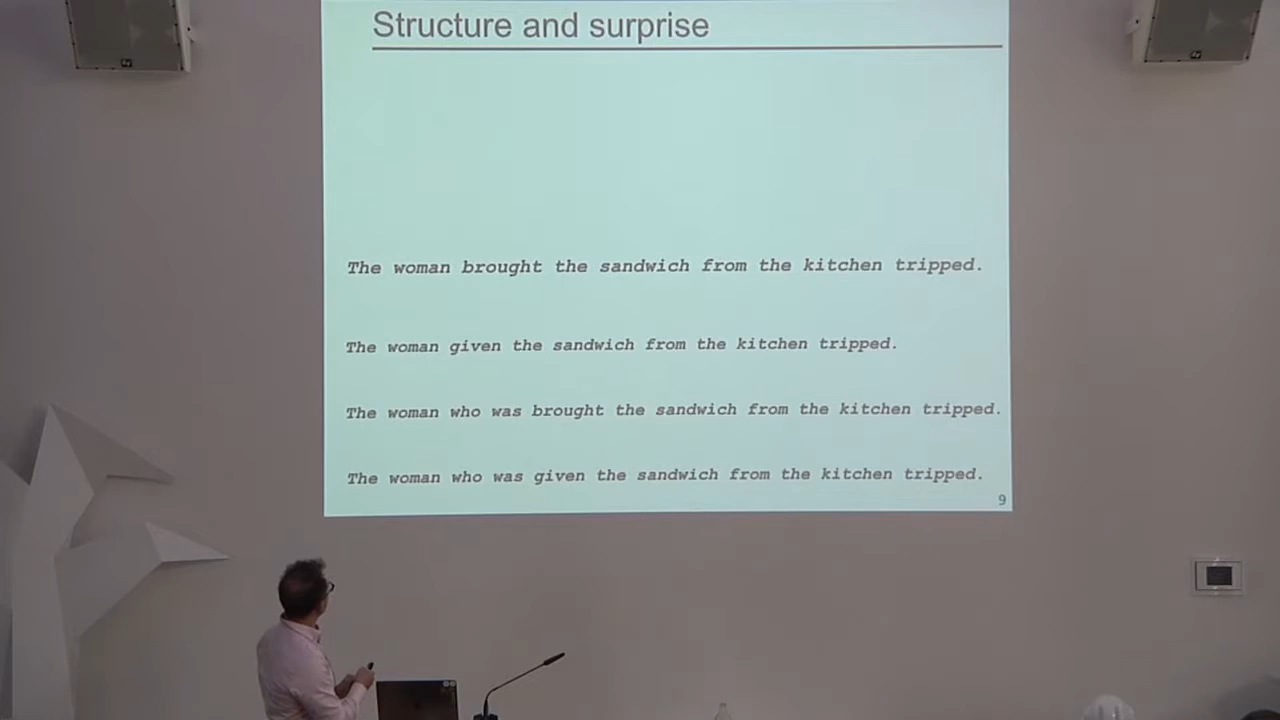 Structure and surprise
The woman brought the sandwich from the kitchen tripped.
The woman given the sandwich from the kitchen tripped.
The woman who was brought the sandwich from the kitchen tripped.
The woman who was given the sandwich from the kitchen tripped.
9